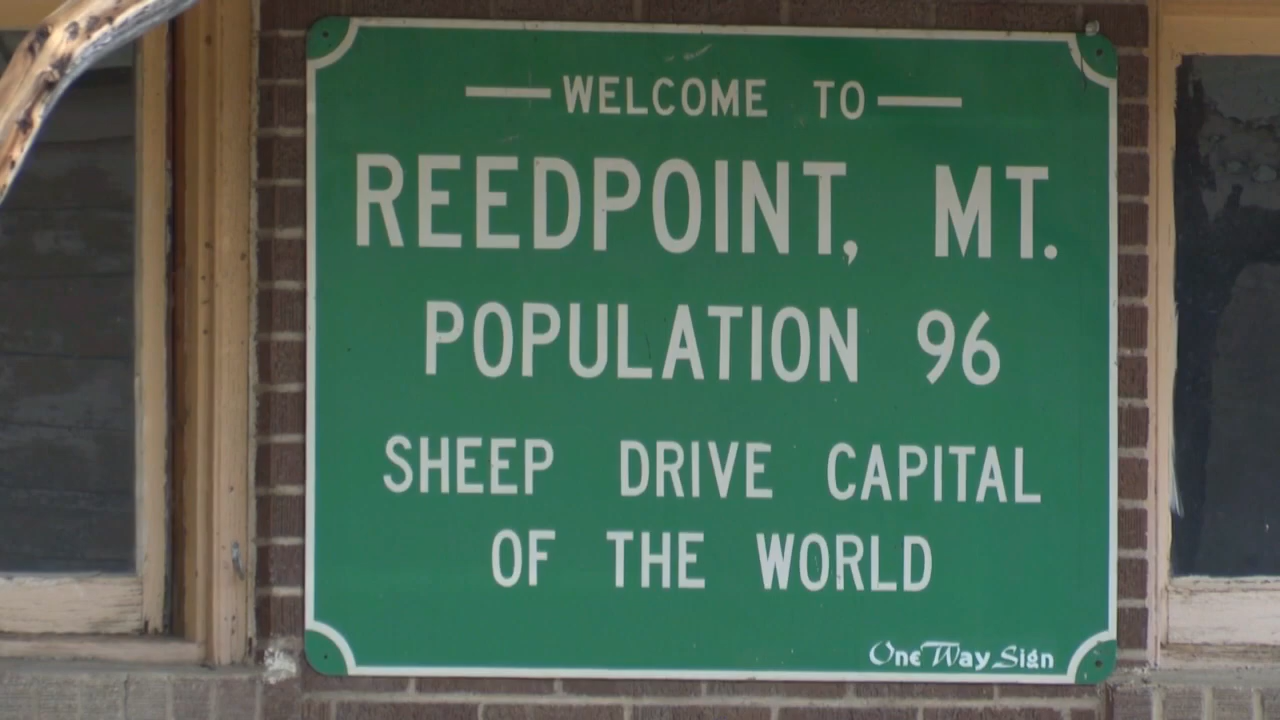 WELCOME TO
REEDPOINT, MT.
POPULATION 96
SHEEP DRIVE CAPITAL
OF THE WORLD
One Way Sign